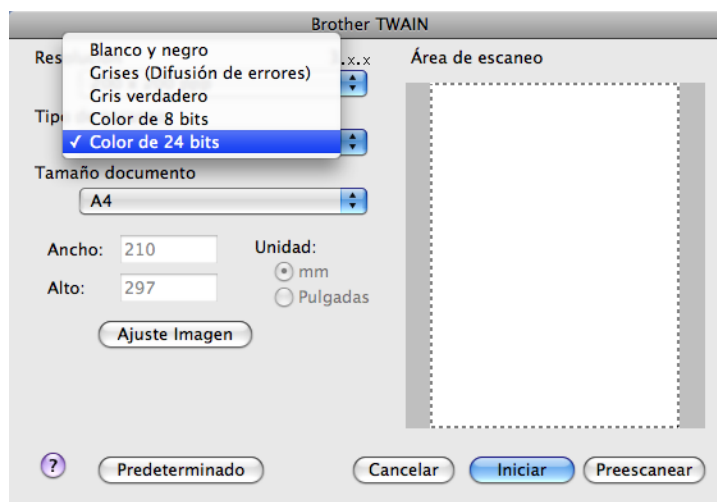 Brother TWAIN
Blanco y negro
Grises (Difusión de errores)
Gris verdadero
Color de 8 bits
✓ Color de 24 bits
.x.x
Área de escaneo
Tamaño documento
A4
Ancho: 210
Unidad:
mm
Alto: 297
Pulgadas
Ajuste Imagen
?
Predeterminado
Cancelar
Iniciar
Preescanear